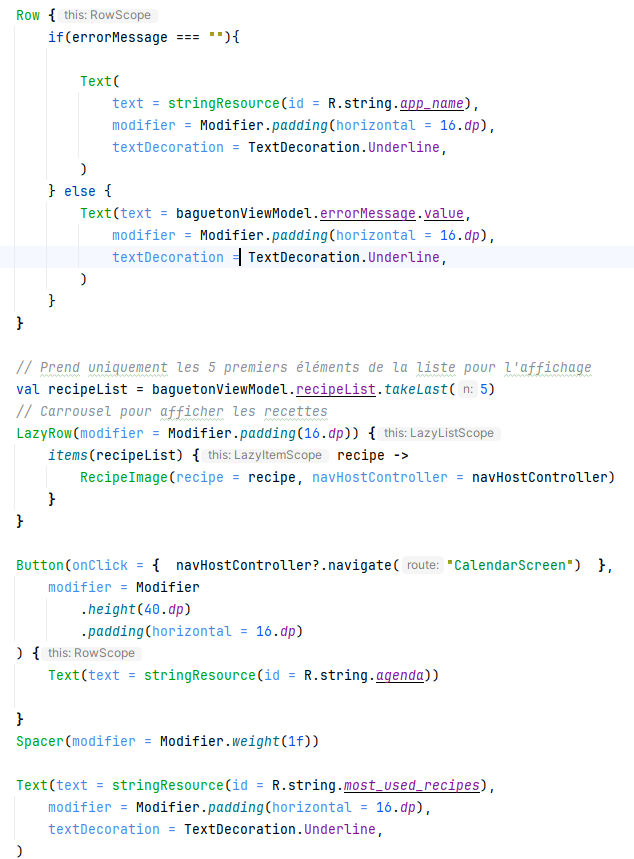 Row { this: RowScope
    if(errorMessage === ""){

        Text(
            text = stringResource(id = R.string.app_name),
            modifier = Modifier.padding(horizontal = 16.dp),
            textDecoration = TextDecoration.Underline,
        )
    } else {
        Text(text = baguetonViewModel.errorMessage.value,
            modifier = Modifier.padding(horizontal = 16.dp),
            textDecoration = TextDecoration.Underline,
        )
    }
}

// Prend uniquement les 5 premiers éléments de la liste pour l'affichage
val recipeList = baguetonViewModel.recipeList.takeLast( n: 5)
// Carrousel pour afficher les recettes
LazyRow(modifier = Modifier.padding(16.dp)) { this: LazyListScope
    items(recipeList) { this: LazyItemScope recipe ->
        RecipeImage(recipe = recipe, navHostController = navHostController)
    }
}

Button(onClick = {  navHostController?.navigate( route: "CalendarScreen")  },
    modifier = Modifier
        .height(40.dp)
        .padding(horizontal = 16.dp)
) { this: RowScope
    Text(text = stringResource(id = R.string.agenda))

}
Spacer(modifier = Modifier.weight(1f))

Text(text = stringResource(id = R.string.most_used_recipes),
    modifier = Modifier.padding(horizontal = 16.dp),
    textDecoration = TextDecoration.Underline,
)